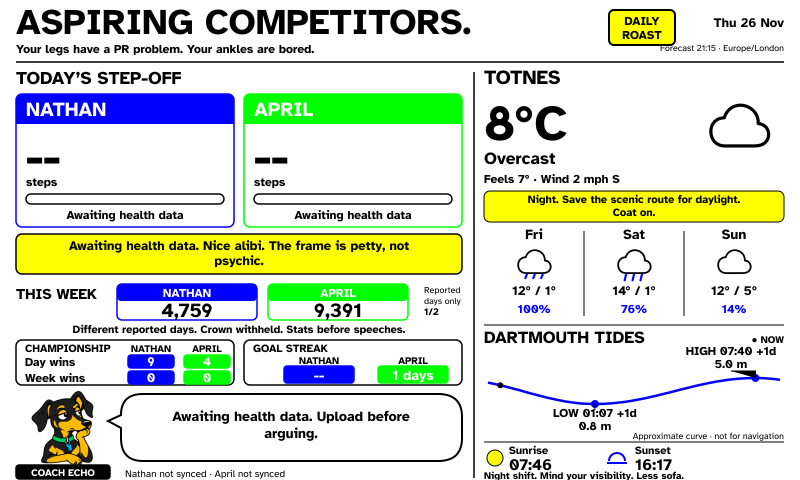 ASPIRING COMPETITORS.
Your legs have a PR problem. Your ankles are bored.
DAILY
ROAST
Thu 26 Nov
Forecast 21:15 · Europe/London
TODAY'S STEP-OFF
NATHAN
--
steps
Awaiting health data
APRIL
--
steps
Awaiting health data
Awaiting health data. Nice alibi. The frame is petty, not
psychic.
THIS WEEK
NATHAN
4,759
APRIL
9,391
Reported
days only
1/2
Different reported days. Crown withheld. Stats before speeches.
CHAMPIONSHIP NATHAN APRIL
Day wins 9 4
Week wins 0 0
GOAL STREAK
NATHAN APRIL
-- 1 days
Awaiting health data. Upload before
arguing.
COACH ECHO
Nathan not synced · April not synced
TOTNES
8°C
Overcast
Feels 7° · Wind 2 mph S
Night. Save the scenic route for daylight.
Coat on.
Fri Sat Sun
12° / 1° 14° / 1° 12° / 5°
100% 76% 14%
DARTMOUTH TIDES
• NOW
HIGH 07:40 +1d
5.0 m
LOW 01:07 +1d
0.8 m
Approximate curve · not for navigation
Sunrise
07:46
Sunset
16:17
Night shift. Mind your visibility. Less sofa.